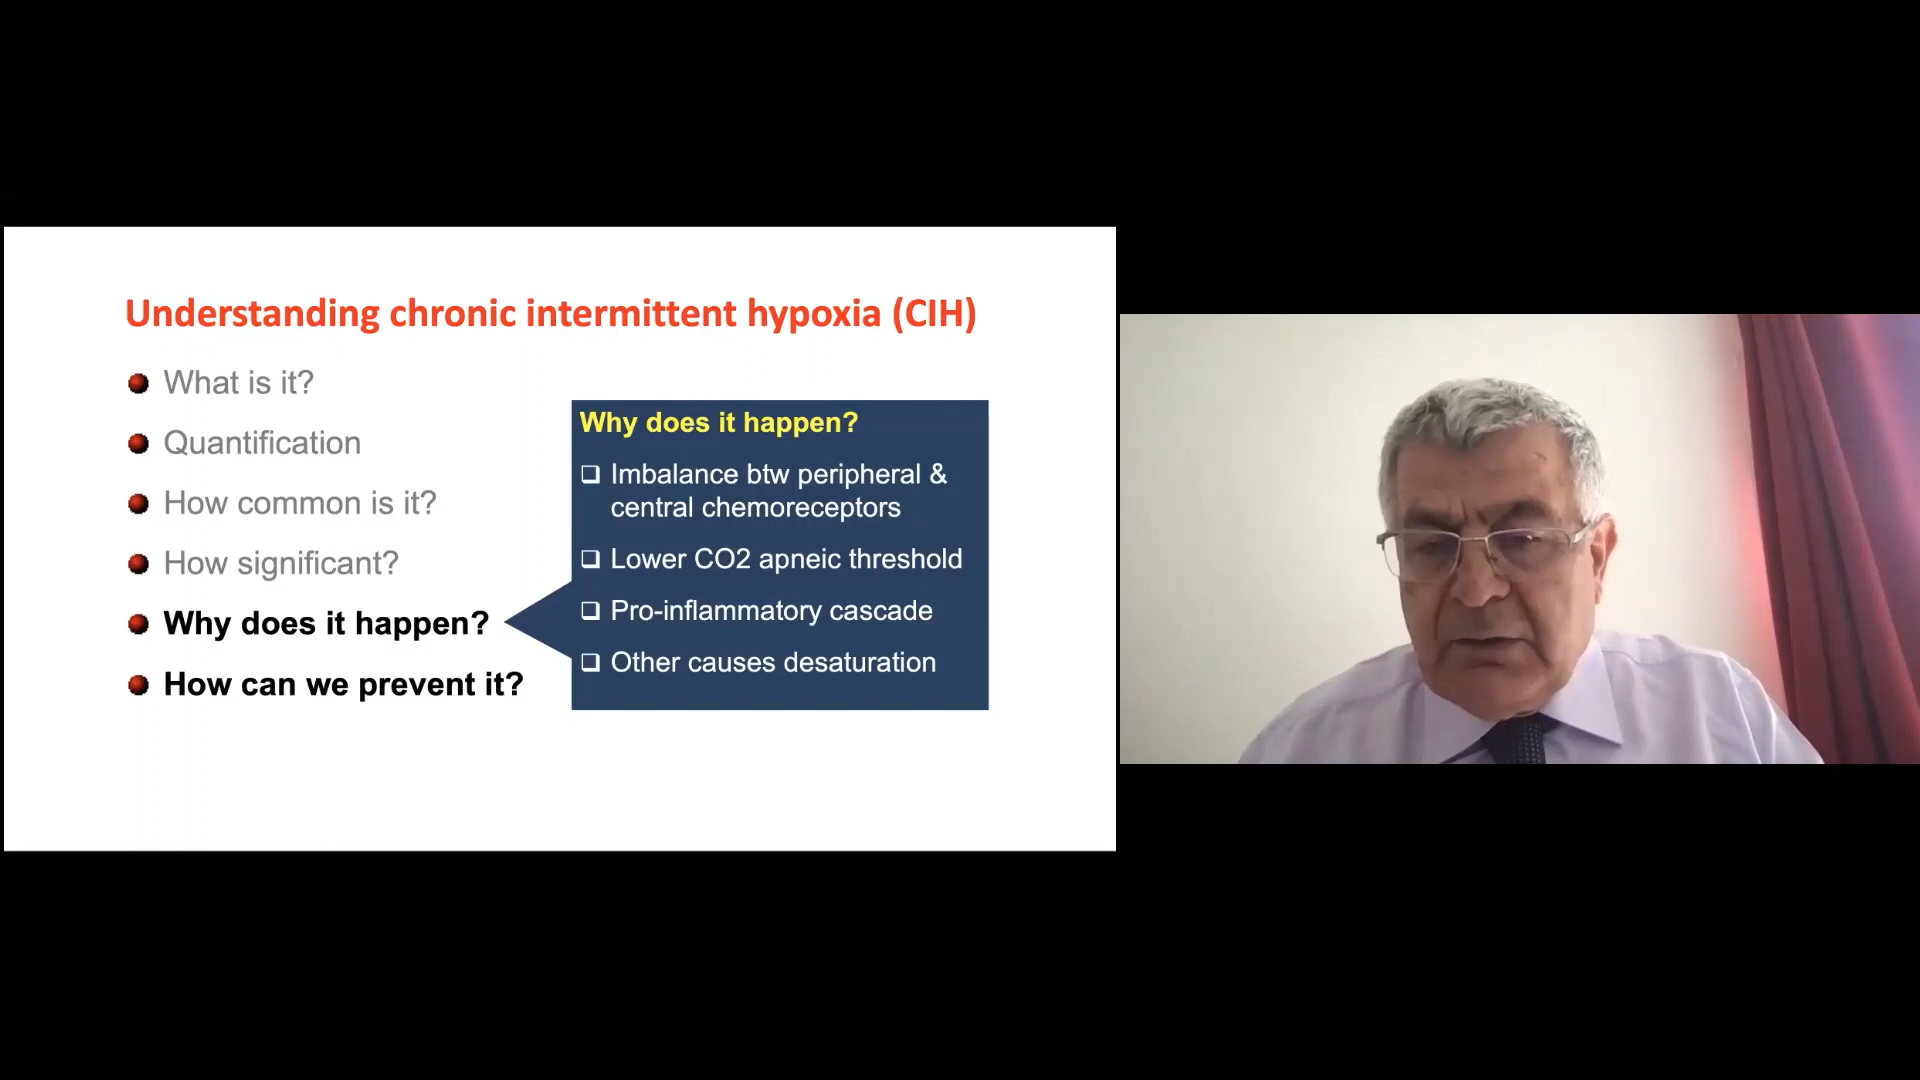 Understanding chronic intermittent hypoxia (CIH)
What is it?
Quantification
How common is it?
How significant?
Why does it happen?
How can we prevent it?
Why does it happen?
Imbalance btw peripheral &
central chemoreceptors
Lower CO2 apneic threshold
Pro-inflammatory cascade
Other causes desaturation